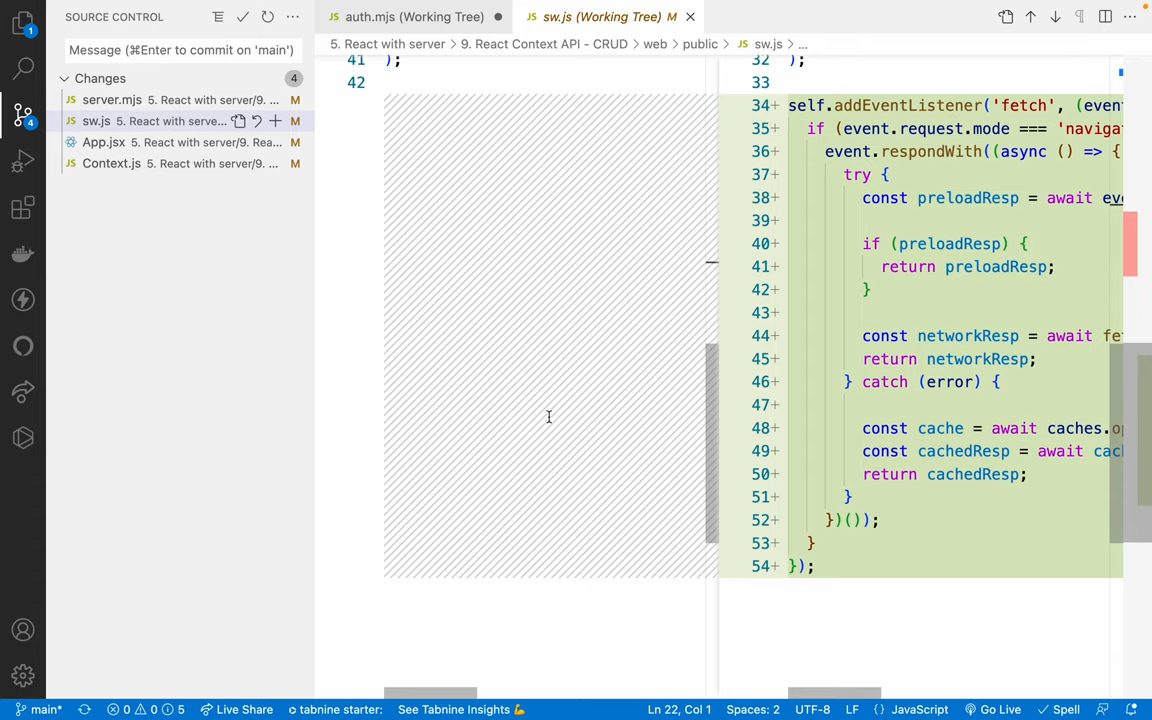 SOURCE CONTROL
auth.mjs (Working Tree)
sw.js (Working Tree) M
Message (⌘Enter to commit on 'main')
5. React with server > 9. React Context API - CRUD > web > public > JS sw.js > ...
Changes 4
JS server.mjs 5. React with server/9. ... M
JS sw.js 5. React with serve... M
App.jsx 5. React with server/9. Rea... M
JS Context.js 5. React with server/9. ... M
41 );
42
32 );
33
34+ self.addEventListener('fetch', (event
35+ if (event.request.mode === 'naviga
36+ event.respondWith((async () => {
37+ try {
38+ const preloadResp = await ev
39+
40+ if (preloadResp) {
41+ return preloadResp;
42+ }
43+
44+ const networkResp = await fe
45+ return networkResp;
46+ } catch (error) {
47+
48+ const cache = await caches.op
49+ const cachedResp = await cac
50+ return cachedResp;
51+ }
52+ })());
53+ }
54+ });
1
4
main* 0 0 5 Live Share tabnine starter: See Tabnine Insights 💪 Ln 22, Col 1 Spaces: 2 UTF-8 LF {} JavaScript Go Live Spell